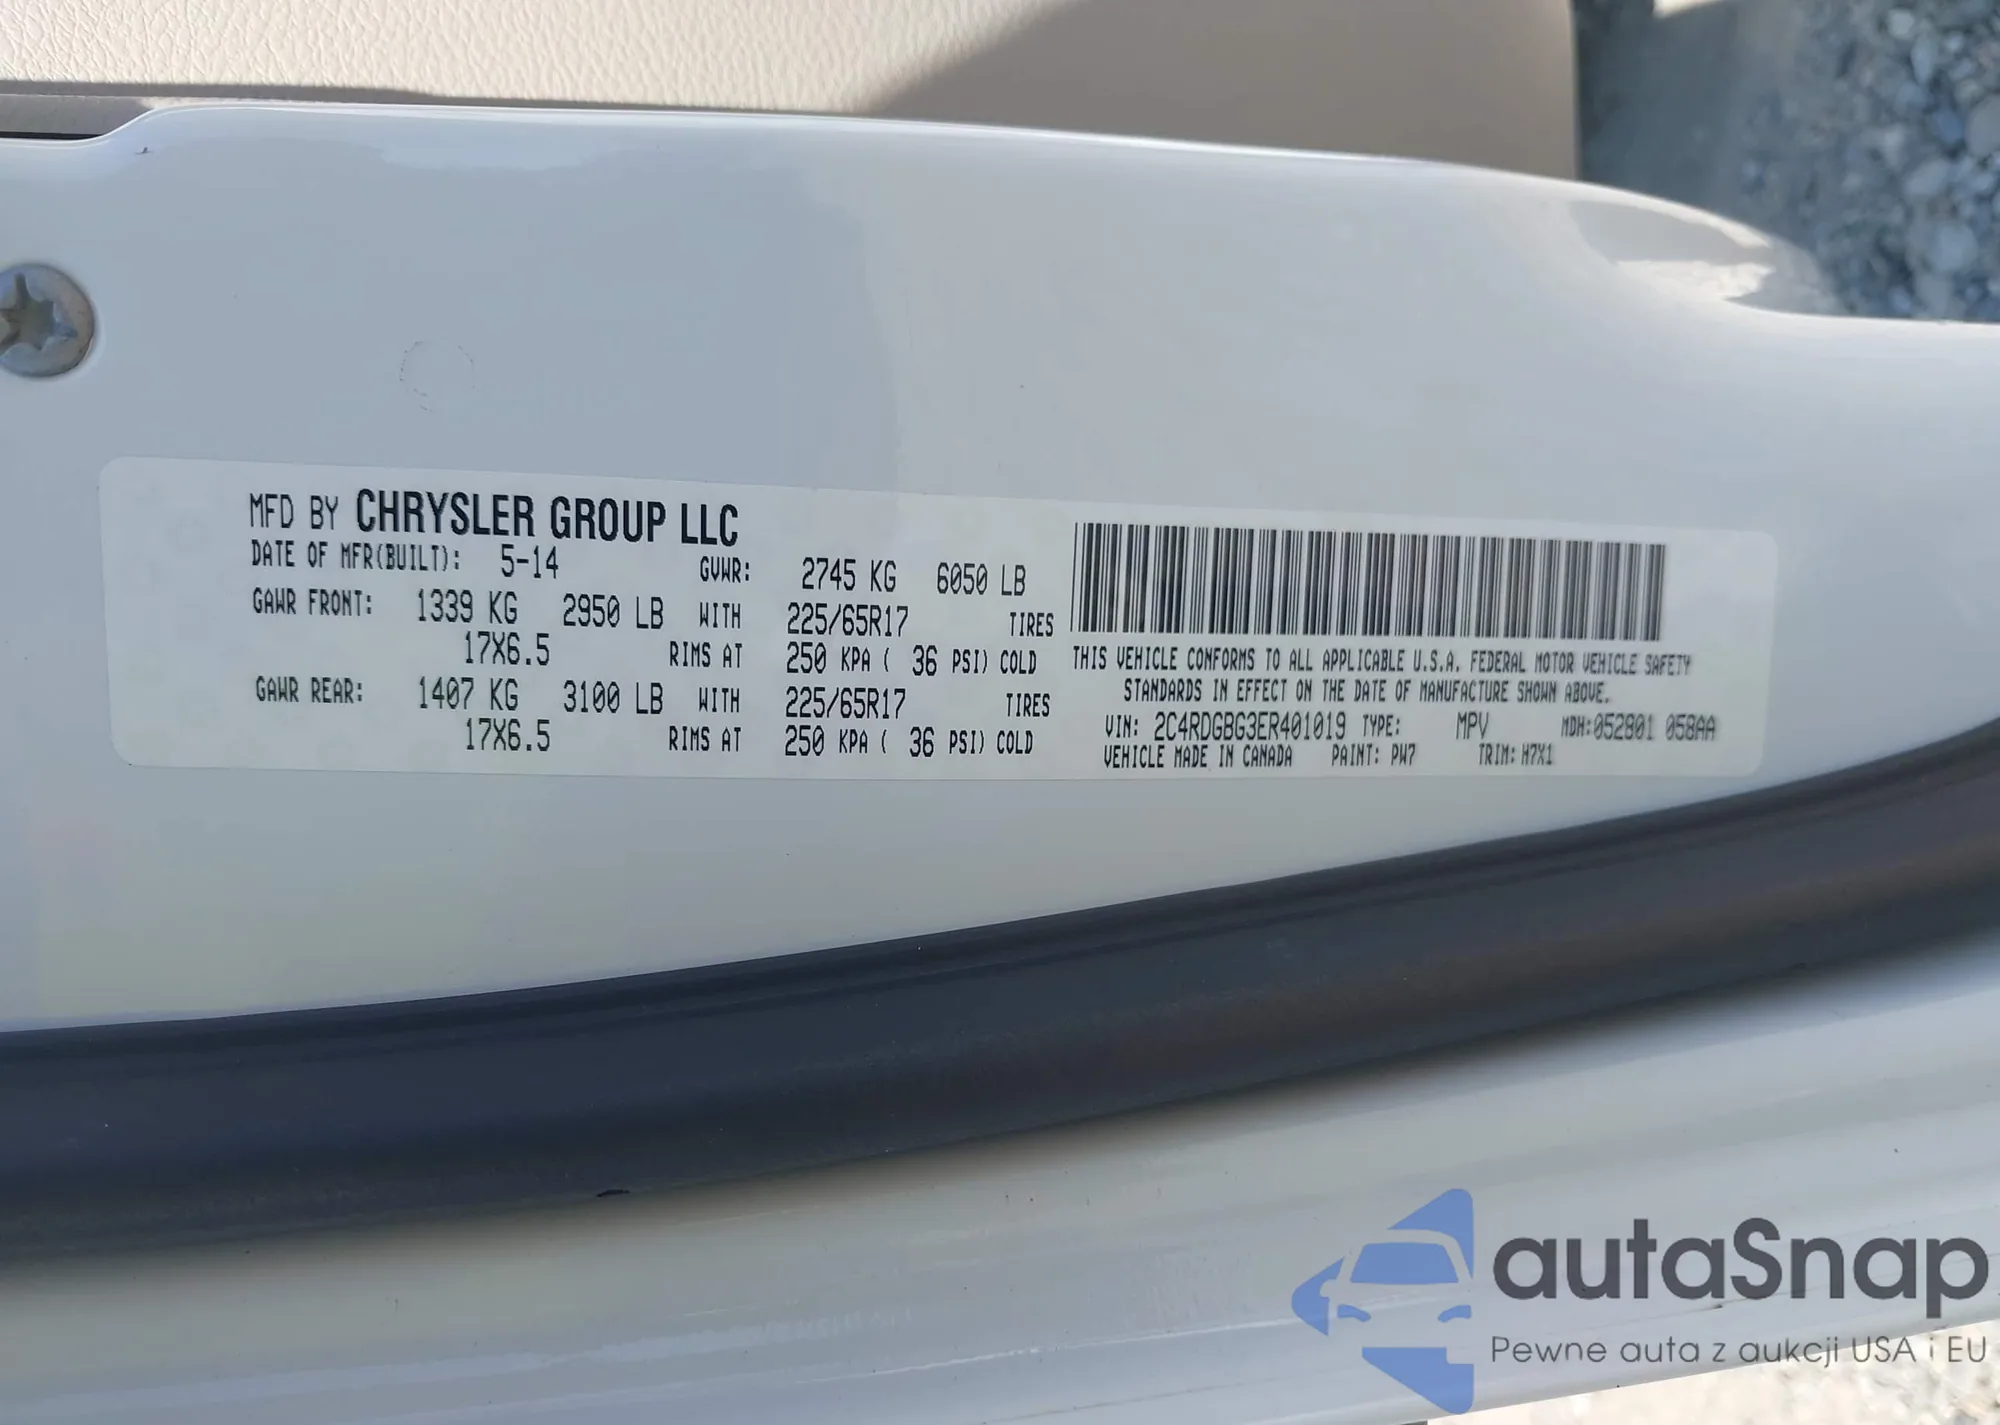 MFD BY CHRYSLER GROUP LLC
DATE OF MFR(BUILT): 5-14 GVWR: 2745 KG 6050 LB
GAWR FRONT: 1339 KG 2950 LB WITH 225/65R17 TIRES
17X6.5 RIMS AT 250 KPA ( 36 PSI) COLD
GAWR REAR: 1407 KG 3100 LB WITH 225/65R17 TIRES
17X6.5 RIMS AT 250 KPA ( 36 PSI) COLD
THIS VEHICLE CONFORMS TO ALL APPLICABLE U.S.A. FEDERAL MOTOR VEHICLE SAFETY
STANDARDS IN EFFECT ON THE DATE OF MANUFACTURE SHOWN ABOVE.
VIN: 2C4RDGBG3ER401019 TYPE: MPV MDH:052801 058AA
VEHICLE MADE IN CANADA PAINT: PW7 TRIM: H7X1
autaSnap
Pewne auta z aukcji USA i EU